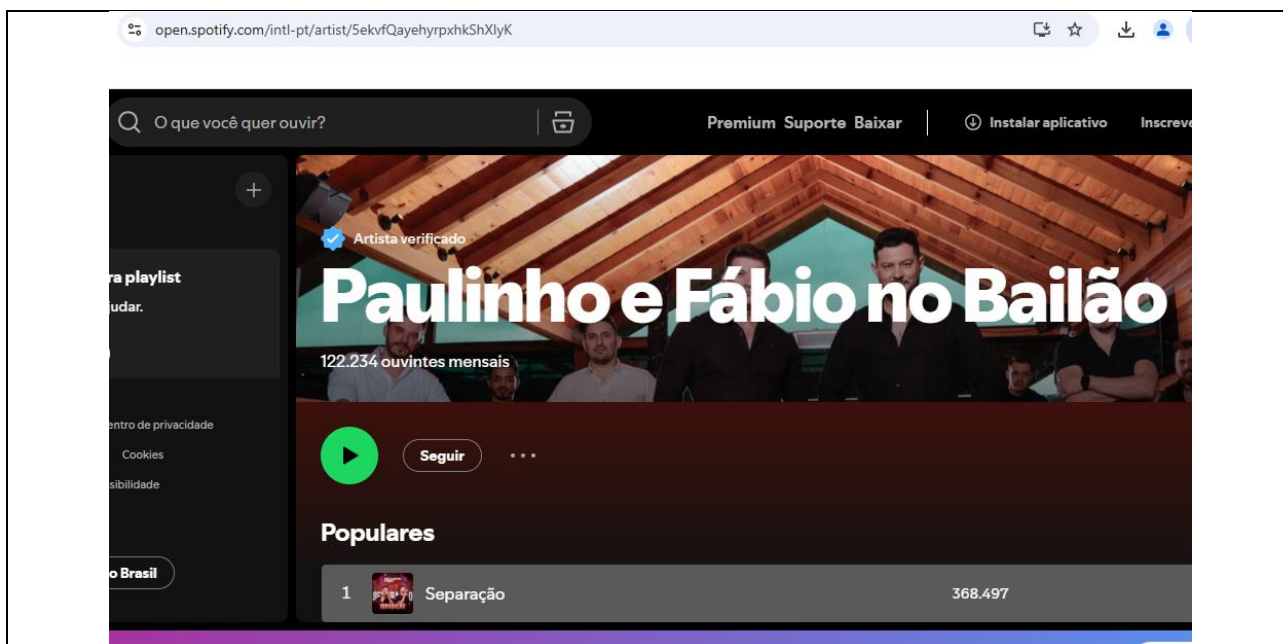 open.spotify.com/intl-pt/artist/5ekvfQayehyrpxhkShXlyK
O que você quer ouvir?
Premium Suporte Baixar
Instalar aplicativo
Inscreve
Artista verificado
ra playlist
udar.
Paulinho e Fábio no Bailão
122.234 ouvintes mensais
entro de privacidade
Cookies
sibilidade
Seguir
Populares
o Brasil
1 Separação 368.497